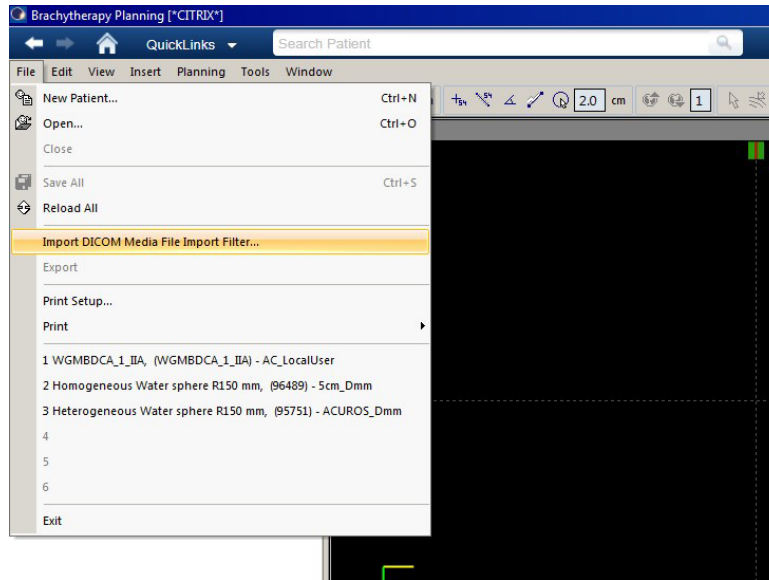 Brachytherapy Planning [*CITRIX*]
QuickLinks
Search Patient
File Edit View Insert Planning Tools Window
New Patient... Ctrl+N
2.0 cm 1
Open... Ctrl+O
Close
Save All Ctrl+S
Reload All
Import DICOM Media File Import Filter...
Export
Print Setup...
Print
1 WGMBDCA_1_IIA, (WGMBDCA_1_IIA) - AC_LocalUser
2 Homogeneous Water sphere R150 mm, (96489) - 5cm_Dmm
3 Heterogeneous Water sphere R150 mm, (95751) - ACUROS_Dmm
4
5
6
Exit